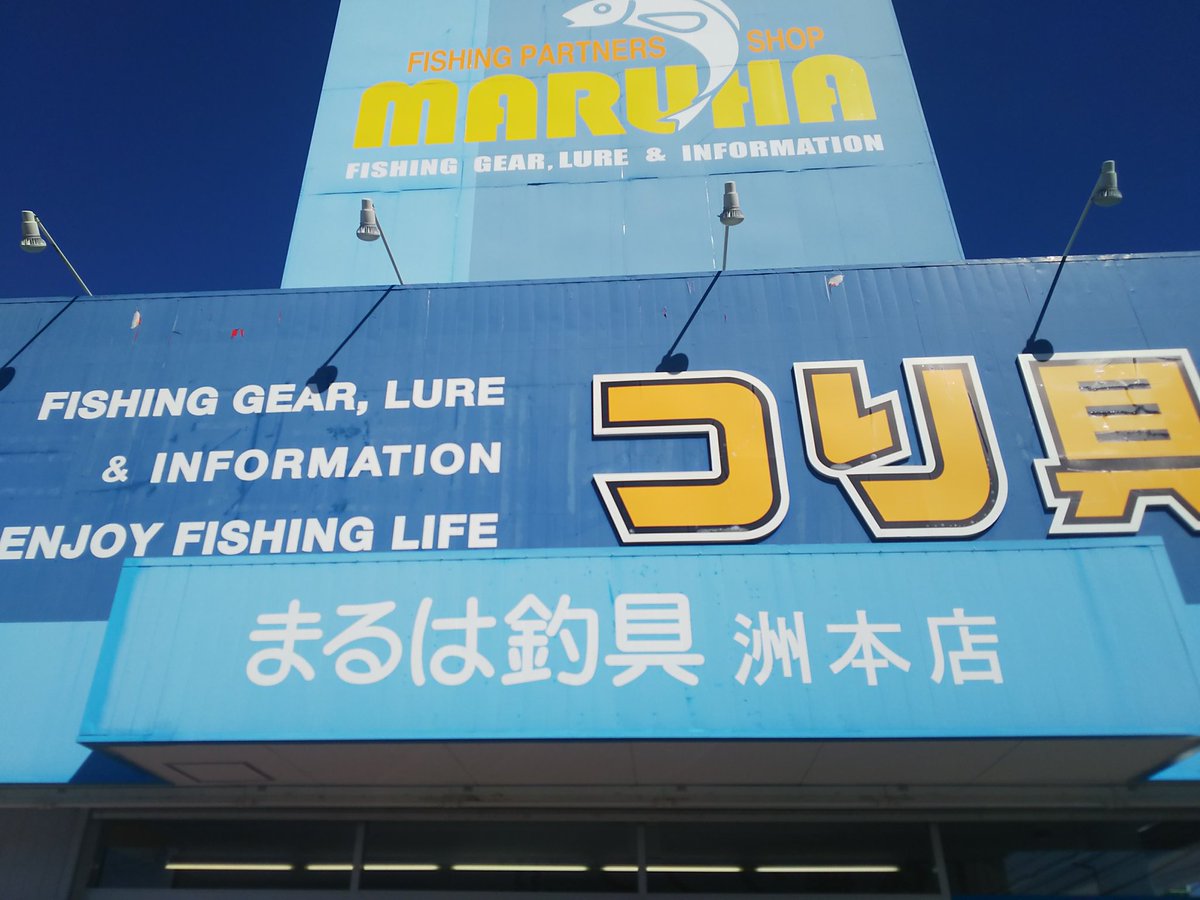 FISHING PARTNERS SHOP
MARUHA
FISHING GEAR, LURE & INFORMATION
FISHING GEAR, LURE
& INFORMATION
ENJOY FISHING LIFE
つり具
まるは釣具 洲本店